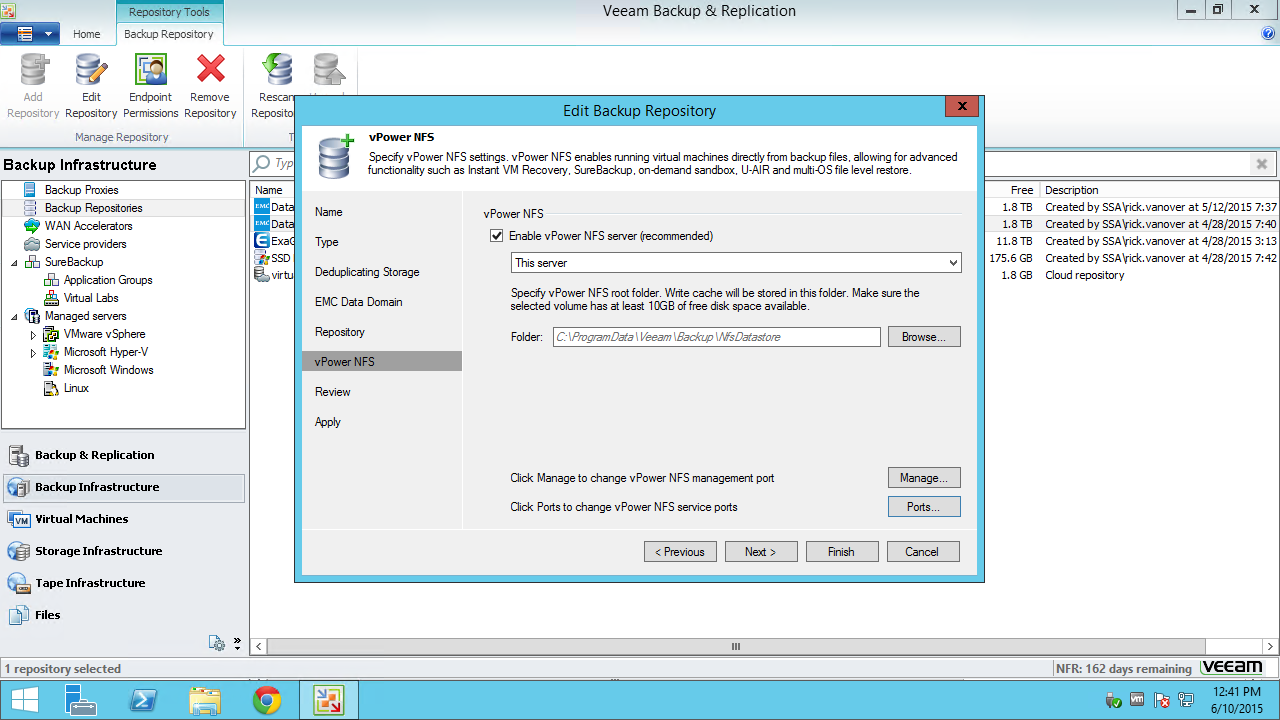 Repository Tools
Veeam Backup & Replication
Home
Backup Repository
Add Repository
Edit Repository
Endpoint Permissions
Remove Repository
Rescan
Manage Repository
Edit Backup Repository
x
vPower NFS
Specify vPower NFS settings. vPower NFS enables running virtual machines directly from backup files, allowing for advanced
functionality such as Instant VM Recovery, SureBackup, on-demand sandbox, U-AIR and multi-OS file level restore.
Backup Infrastructure
Backup Proxies
Backup Repositories
WAN Accelerators
Service providers
SureBackup
Application Groups
Virtual Labs
Managed servers
VMware vSphere
Microsoft Hyper-V
Microsoft Windows
Linux
Backup & Replication
Backup Infrastructure
VM
Virtual Machines
Storage Infrastructure
Tape Infrastructure
Files
Name
Free
Description
EMC Data
1.8 TB
Created by SSA\rick.vanover at 5/12/2015 7:37
EMC Data
1.8 TB
Created by SSA\rick.vanover at 4/28/2015 7:40
11.8 TB
Created by SSA\rick.vanover at 4/28/2015 3:13
SSD
175.6 GB
Created by SSA\rick.vanover at 4/28/2015 7:42
1.8 GB
Cloud repository
Name
Type
Deduplicating Storage
EMC Data Domain
Repository
vPower NFS
Review
Apply
vPower NFS
Enable vPower NFS server (recommended)
This server
Specify vPower NFS root folder. Write cache will be stored in this folder. Make sure the
selected volume has at least 10GB of free disk space available.
Folder:
C:\ProgramData\Veeam\Backup\NfsDatastore
Browse...
Click Manage to change vPower NFS management port
Manage...
Click Ports to change vPower NFS service ports
Ports...
< Previous
Next >
Finish
Cancel
1 repository selected
NFR: 162 days remaining
veeam
12:41 PM
6/10/2015